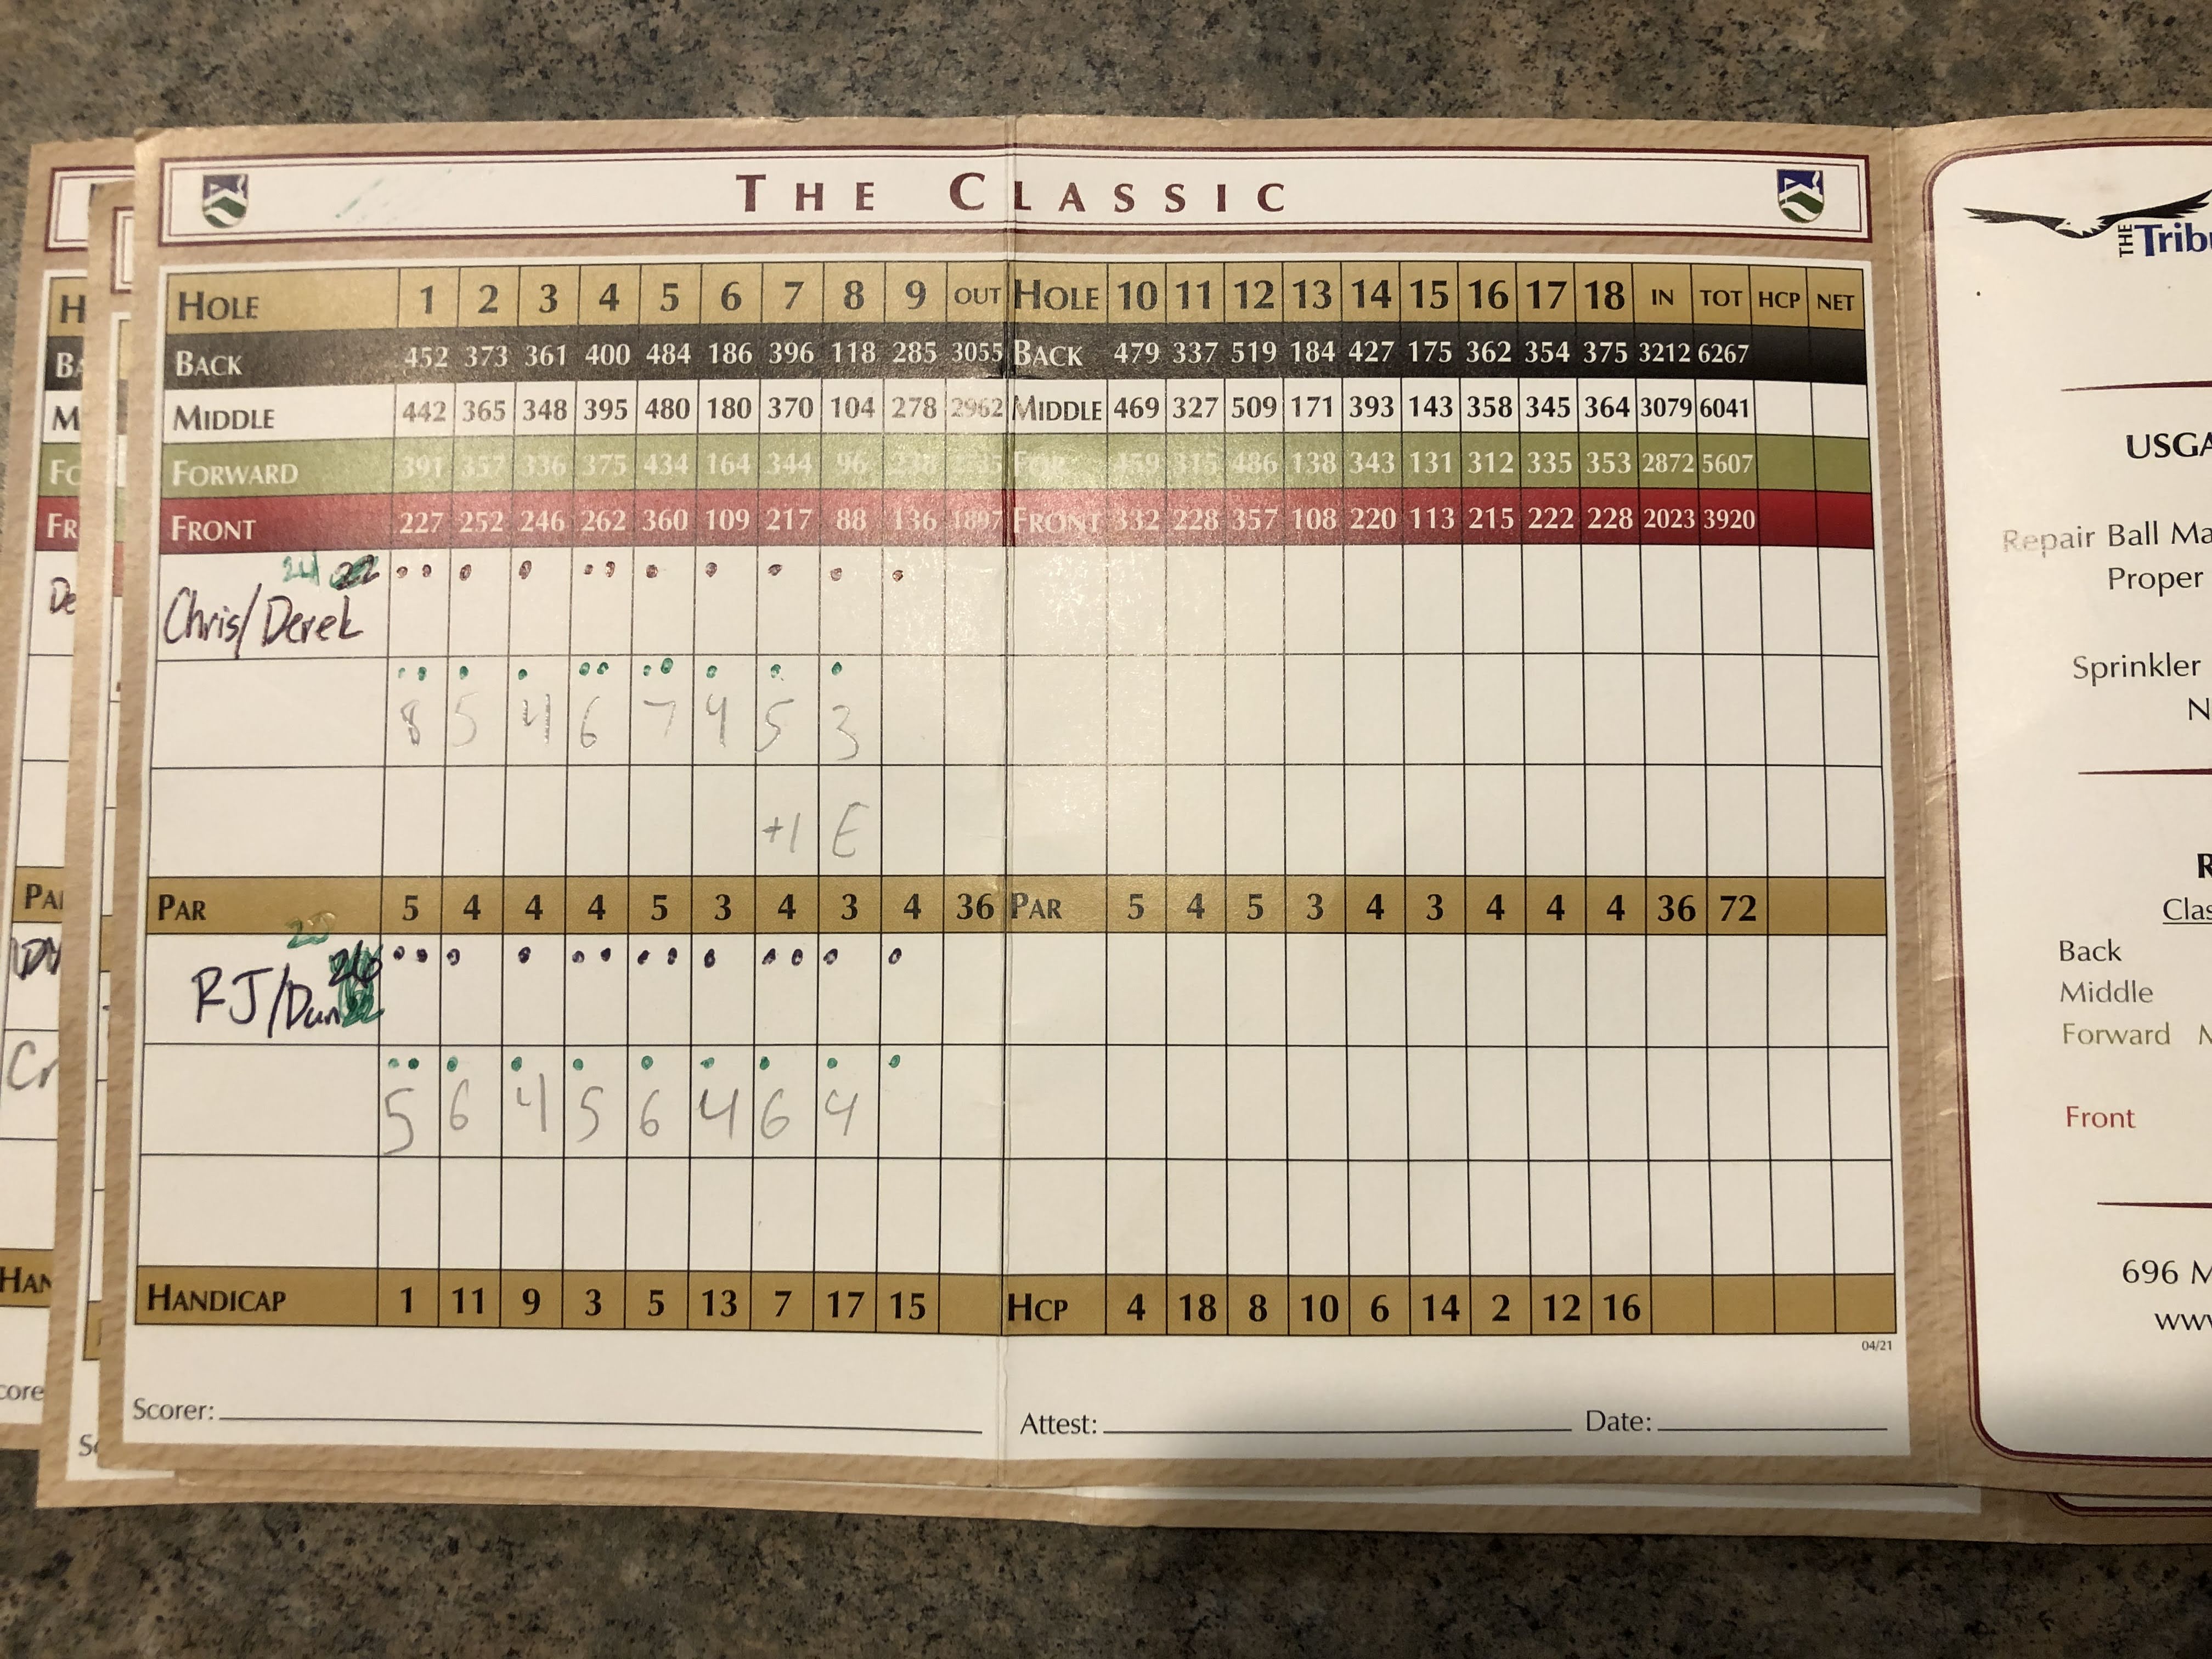 THE CLASSIC
HOLE 1 2 3 4 5 6 7 8 9 OUT HOLE 10 11 12 13 14 15 16 17 18 IN TOT HCP NET
BACK 452 373 361 400 484 186 396 118 285 3055 BACK 479 337 519 184 427 175 362 354 375 3212 6267
MIDDLE 442 365 348 395 480 180 370 104 278 2962 MIDDLE 469 327 509 171 393 143 358 345 364 3079 6041
FORWARD 391 357 336 375 434 164 344 96 459 315 486 138 343 131 312 335 353 2872 5607
FRONT 227 252 246 262 360 109 217 88 136 1897 FRONT 332 228 357 108 220 113 215 222 228 2023 3920
22
Chris/Derek
8 5 4 6 7 4 5 3
+1 E
PAR 5 4 4 4 5 3 4 3 4 36 PAR 5 4 5 3 4 3 4 4 4 36 72
26
RJ/Dan
5 6 4 5 6 4 6 4
HANDICAP 1 11 9 3 5 13 7 17 15 HCP 4 18 8 10 6 14 2 12 16
04/21
Scorer: Attest: Date:
THE Tribu
USGA
Repair Ball Ma
Proper
Sprinkler
N
R
Clas
Back
Middle
Forward M
Front
696 M
www
H
BA
M
FO
FR
De
PAR
Cr
HAN
core
Sc